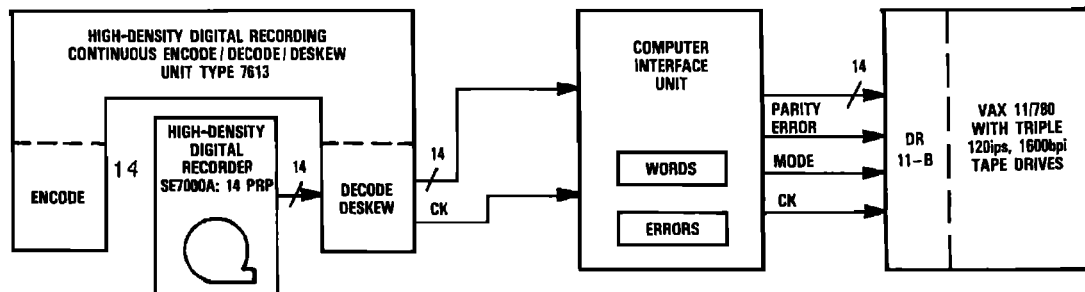 HIGH-DENSITY DIGITAL RECORDING
CONTINUOUS ENCODE/DECODE/DESKEW
UNIT TYPE 7613
ENCODE
14
HIGH-DENSITY
DIGITAL
RECORDER
SE7000A: 14 PRP
14
DECODE
DESKEW
14
CK
COMPUTER
INTERFACE
UNIT
WORDS
ERRORS
14
PARITY
ERROR
MODE
CK
DR
11-B
VAX 11/780
WITH TRIPLE
120ips, 1600bpi
TAPE DRIVES